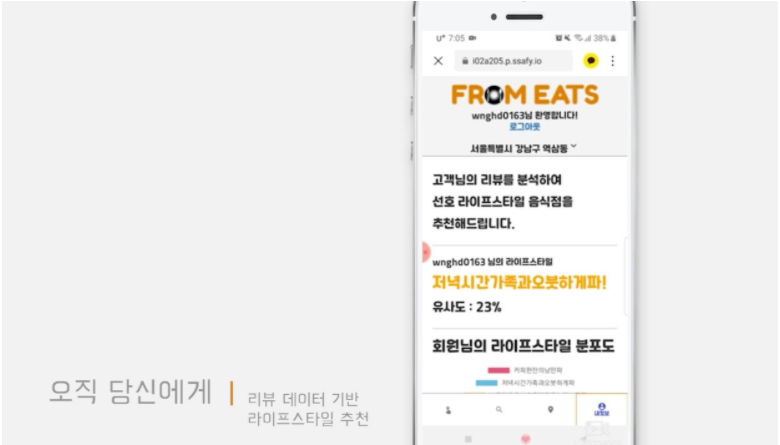 U+ 7:05
38%
i02a205.p.ssafy.io
FROM EATS
wnghd0163님 환영합니다!
로그아웃
서울특별시 강남구 역삼동
고객님의 리뷰를 분석하여
선호 라이프스타일 음식점을
추천해드립니다.
wnghd0163 님의 라이프스타일
저녁시간가족과오붓하게파!
유사도 : 23%
회원님의 라이프스타일 분포도
커피한잔의낭만파
저녁시간가족과오붓하게파
내정보
오직 당신에게
리뷰 데이터 기반
라이프스타일 추천